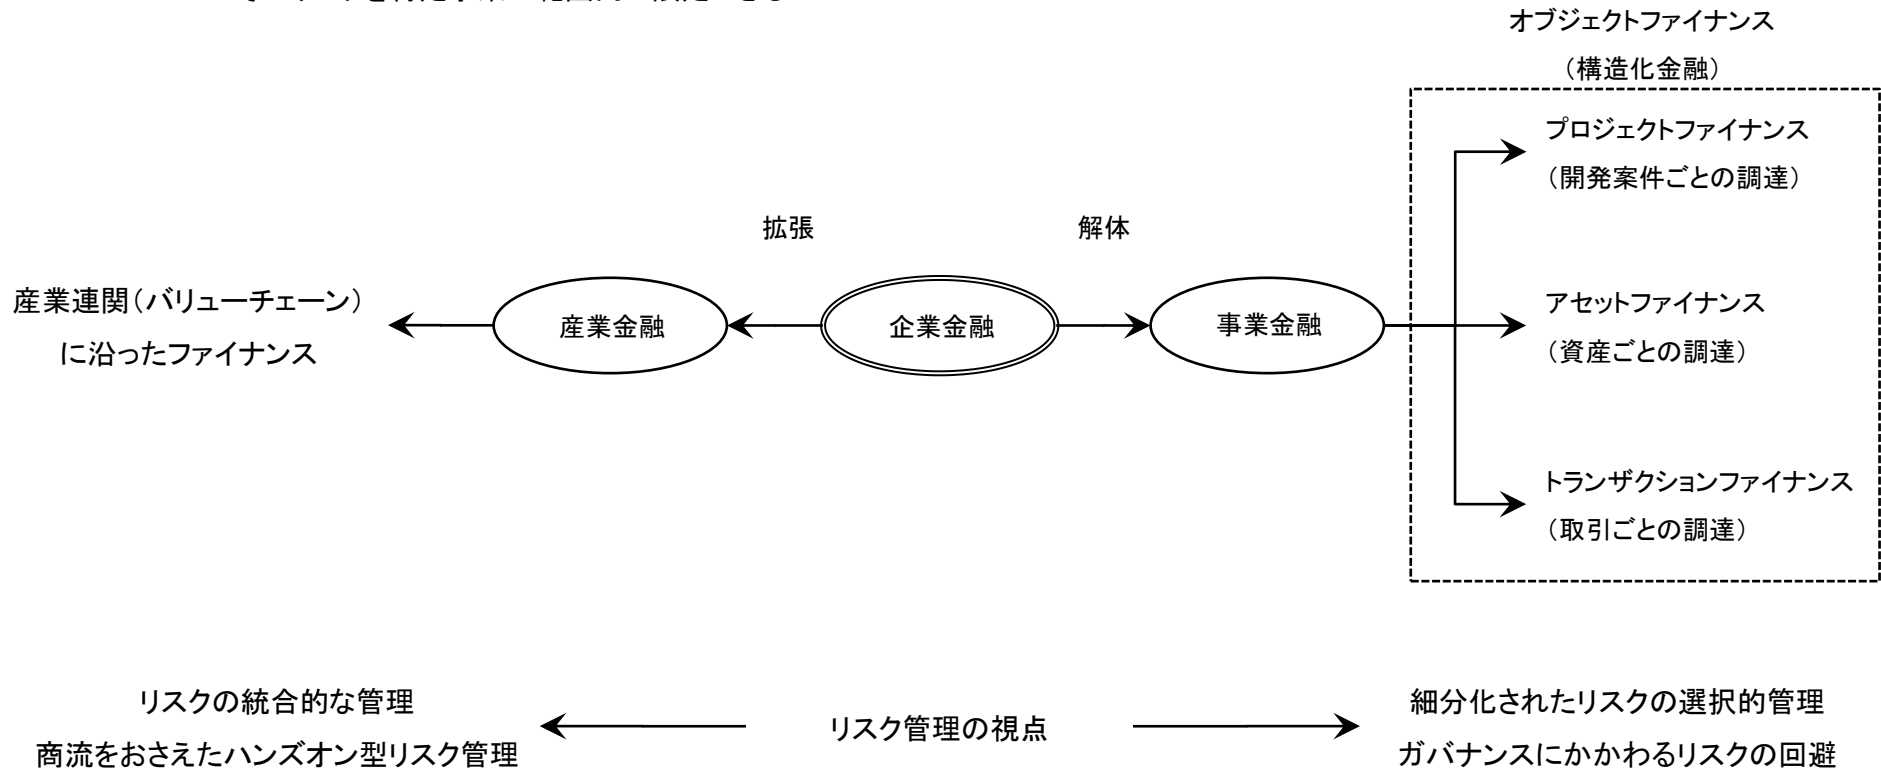 オブジェクトファイナンス
（構造化金融）
プロジェクトファイナンス
（開発案件ごとの調達）
拡張
解体
産業連関（バリューチェーン）
に沿ったファイナンス
産業金融
企業金融
事業金融
アセットファイナンス
（資産ごとの調達）
トランザクションファイナンス
（取引ごとの調達）
リスクの統合的な管理
商流をおさえたハンズオン型リスク管理
リスク管理の視点
細分化されたリスクの選択的管理
ガバナンスにかかわるリスクの回避